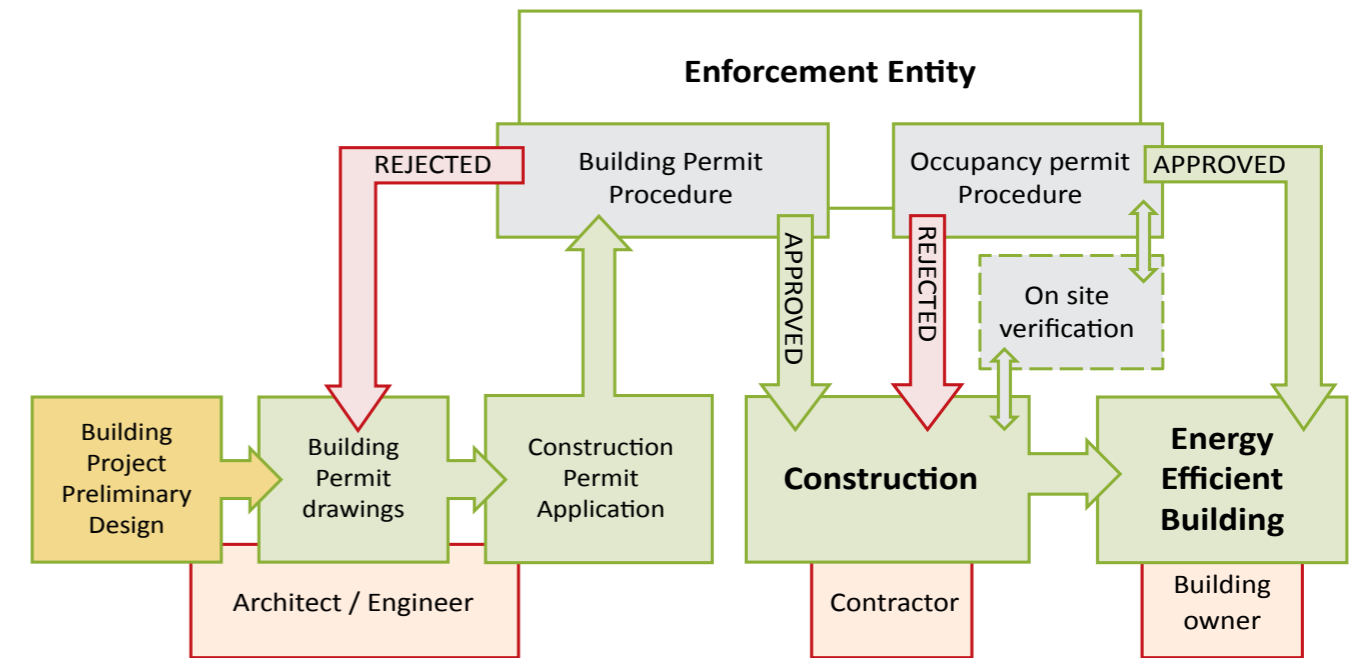 Enforcement Entity
REJECTED
Building Permit
Procedure
Occupancy permit
Procedure
APPROVED
APPROVED
REJECTED
On site
verification
Building
Project
Preliminary
Design
Building
Permit
drawings
Construction
Permit
Application
Construction
Energy
Efficient
Building
Architect / Engineer
Contractor
Building
owner